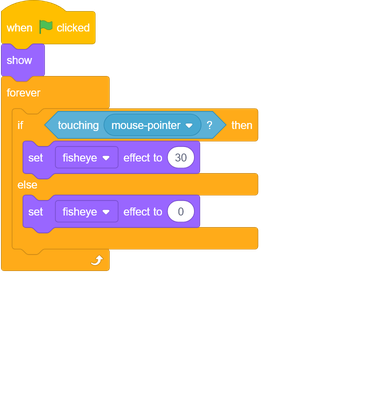 when clicked
show
forever
if touching mouse-pointer ? then
set fisheye effect to 30
else
set fisheye effect to 0